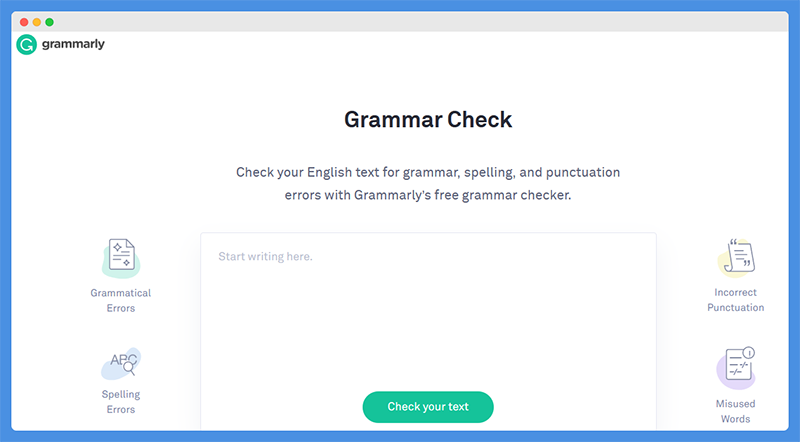 grammarly
Grammar Check
Check your English text for grammar, spelling, and punctuation
errors with Grammarly's free grammar checker.
Start writing here.
Grammatical
Errors
Incorrect
Punctuation
ABC
Spelling
Errors
Misused
Words
Check your text